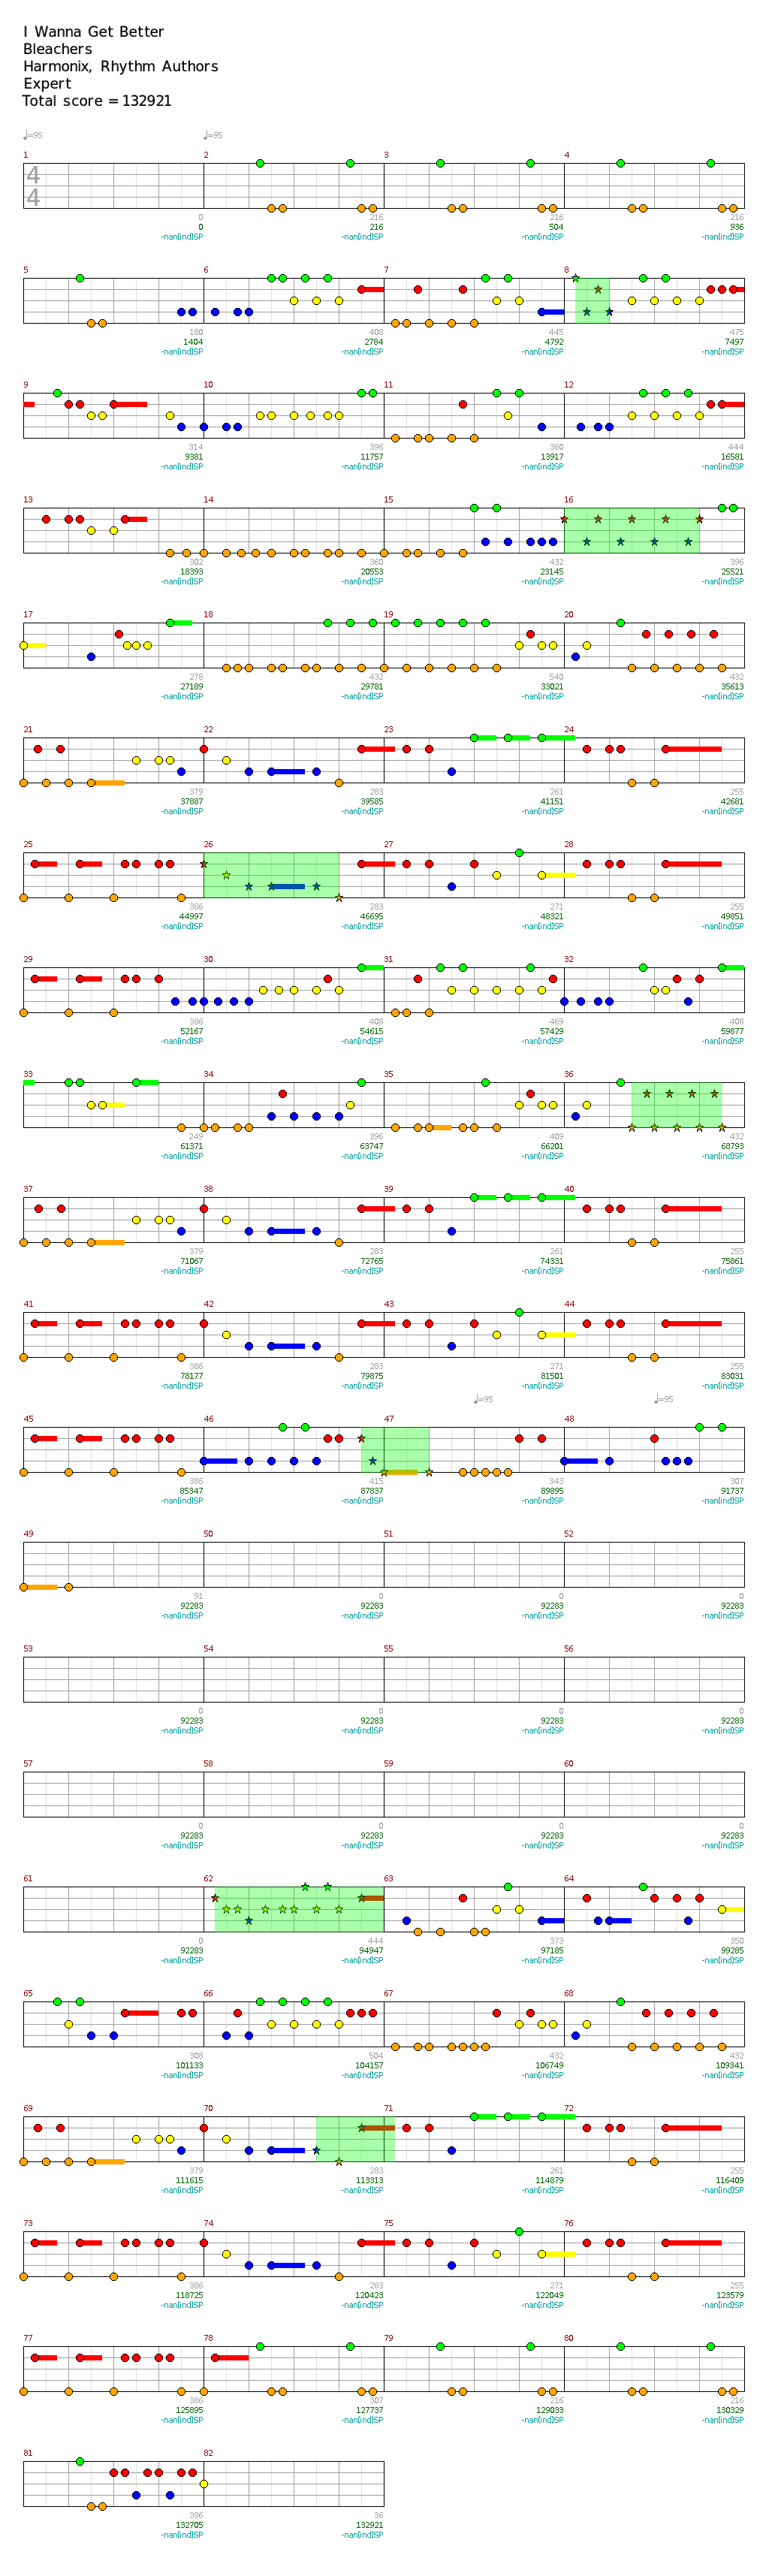 I Wanna Get Better
Bleachers
Harmonix, Rhythm Authors
Expert
Total score = 132921
♩=95 ♩=95
1 2 3 4
4
4
0 216 216 216
0 216 504 936
-nan(ind)SP -nan(ind)SP -nan(ind)SP -nan(ind)SP
5 6 7 8
180 408 445 475
1404 2784 4792 7497
-nan(ind)SP -nan(ind)SP -nan(ind)SP -nan(ind)SP
9 10 11 12
314 396 360 444
9381 11757 13917 16581
-nan(ind)SP -nan(ind)SP -nan(ind)SP -nan(ind)SP
13 14 15 16
302 360 432 396
18393 20553 23145 25521
-nan(ind)SP -nan(ind)SP -nan(ind)SP -nan(ind)SP
17 18 19 20
278 432 540 432
27189 29781 33021 35613
-nan(ind)SP -nan(ind)SP -nan(ind)SP -nan(ind)SP
21 22 23 24
379 283 261 255
37887 39585 41151 42681
-nan(ind)SP -nan(ind)SP -nan(ind)SP -nan(ind)SP
25 26 27 28
386 283 271 255
44997 46695 48321 49851
-nan(ind)SP -nan(ind)SP -nan(ind)SP -nan(ind)SP
29 30 31 32
386 408 469 408
52167 54615 57429 59877
-nan(ind)SP -nan(ind)SP -nan(ind)SP -nan(ind)SP
33 34 35 36
249 396 409 432
61371 63747 66201 68793
-nan(ind)SP -nan(ind)SP -nan(ind)SP -nan(ind)SP
37 38 39 40
379 283 261 255
71067 72765 74331 75861
-nan(ind)SP -nan(ind)SP -nan(ind)SP -nan(ind)SP
41 42 43 44
386 283 271 255
78177 79875 81501 83031
-nan(ind)SP -nan(ind)SP -nan(ind)SP -nan(ind)SP
♩=95 ♩=95
45 46 47 48
386 415 343 307
85347 87837 89895 91737
-nan(ind)SP -nan(ind)SP -nan(ind)SP -nan(ind)SP
49 50 51 52
91 0 0 0
92283 92283 92283 92283
-nan(ind)SP -nan(ind)SP -nan(ind)SP -nan(ind)SP
53 54 55 56
0 0 0 0
92283 92283 92283 92283
-nan(ind)SP -nan(ind)SP -nan(ind)SP -nan(ind)SP
57 58 59 60
0 0 0 0
92283 92283 92283 92283
-nan(ind)SP -nan(ind)SP -nan(ind)SP -nan(ind)SP
61 62 63 64
0 444 373 350
92283 94947 97185 99285
-nan(ind)SP -nan(ind)SP -nan(ind)SP -nan(ind)SP
65 66 67 68
308 504 432 432
101133 104157 106749 109341
-nan(ind)SP -nan(ind)SP -nan(ind)SP -nan(ind)SP
69 70 71 72
379 283 261 255
111615 113313 114879 116409
-nan(ind)SP -nan(ind)SP -nan(ind)SP -nan(ind)SP
73 74 75 76
386 283 271 255
118725 120423 122049 123579
-nan(ind)SP -nan(ind)SP -nan(ind)SP -nan(ind)SP
77 78 79 80
386 307 216 216
125895 127737 129033 130329
-nan(ind)SP -nan(ind)SP -nan(ind)SP -nan(ind)SP
81 82
396 36
132705 132921
-nan(ind)SP -nan(ind)SP